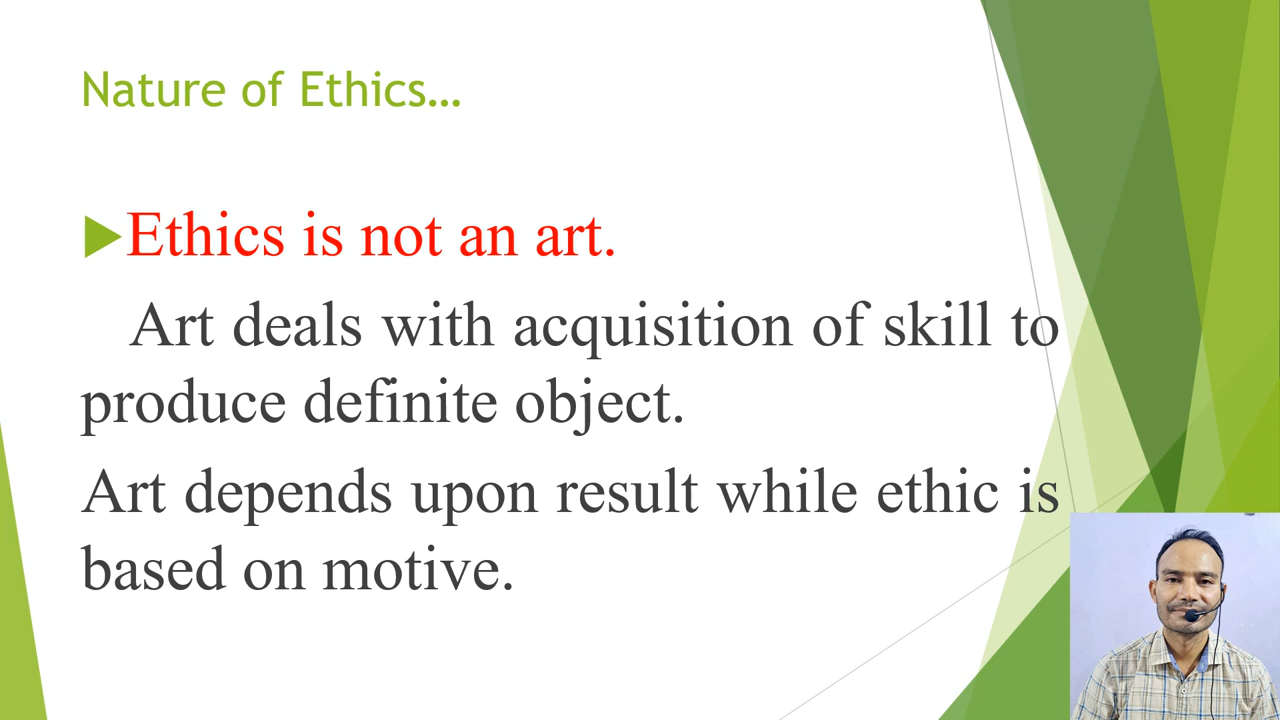 Nature of Ethics…
Ethics is not an art.
Art deals with acquisition of skill to
produce definite object.
Art depends upon result while ethic is
based on motive.